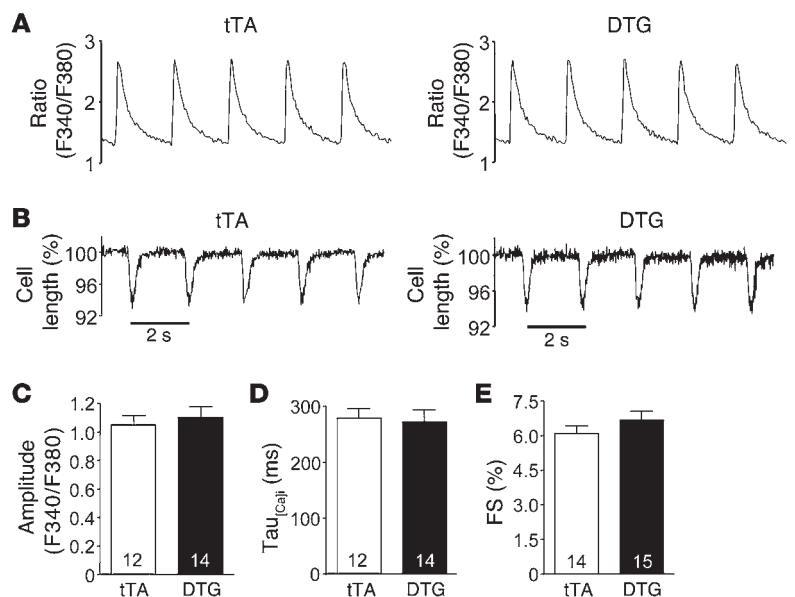 A
tTA
DTG
Ratio
(F340/F380)
3
2
1
Ratio
(F340/F380)
3
2
1
B
tTA
DTG
Cell
length (%)
100
96
92
2 s
Cell
length (%)
100
96
92
2 s
C
Amplitude
(F340/F380)
1.2
1.0
0.8
0.6
0.4
0.2
0
12
14
tTA
DTG
D
Tau[Ca]i (ms)
300
200
100
0
12
14
tTA
DTG
E
FS (%)
7.5
6.0
4.5
3.0
1.5
0
14
15
tTA
DTG